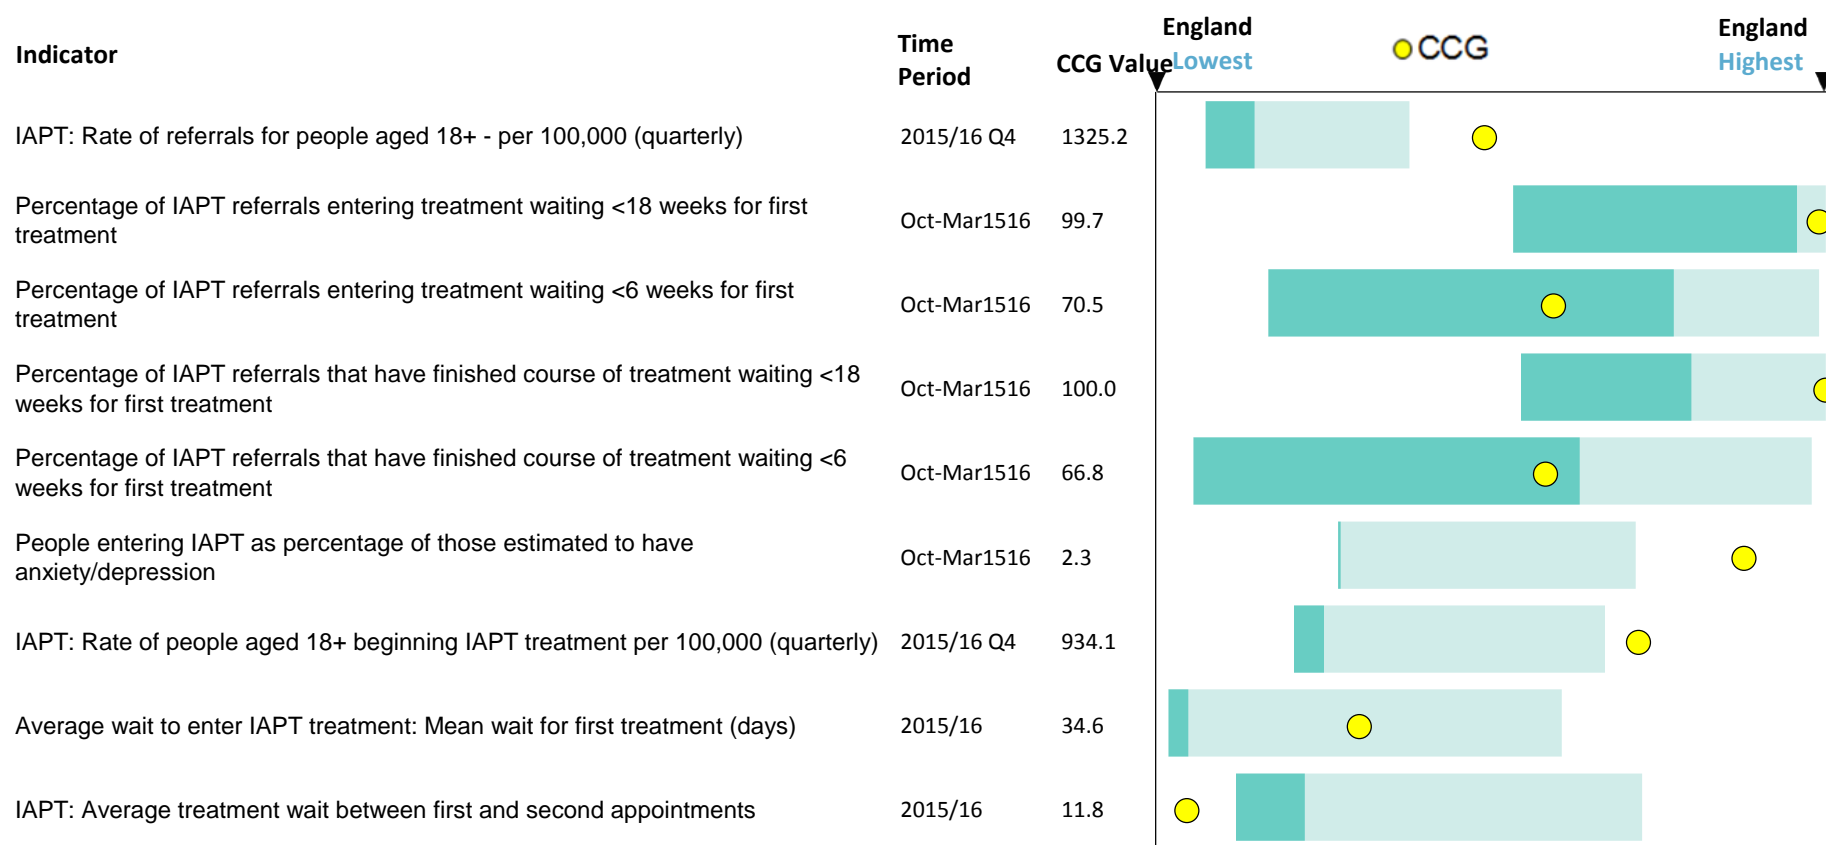 Indicator
Time
Period
CCG Value
England
Lowest
CCG
England
Highest
IAPT: Rate of referrals for people aged 18+ - per 100,000 (quarterly) 2015/16 Q4 1325.2
Percentage of IAPT referrals entering treatment waiting <18 weeks for first
treatment
Oct-Mar1516 99.7
Percentage of IAPT referrals entering treatment waiting <6 weeks for first
treatment
Oct-Mar1516 70.5
Percentage of IAPT referrals that have finished course of treatment waiting <18
weeks for first treatment
Oct-Mar1516 100.0
Percentage of IAPT referrals that have finished course of treatment waiting <6
weeks for first treatment
Oct-Mar1516 66.8
People entering IAPT as percentage of those estimated to have
anxiety/depression
Oct-Mar1516 2.3
IAPT: Rate of people aged 18+ beginning IAPT treatment per 100,000 (quarterly) 2015/16 Q4 934.1
Average wait to enter IAPT treatment: Mean wait for first treatment (days) 2015/16 34.6
IAPT: Average treatment wait between first and second appointments 2015/16 11.8